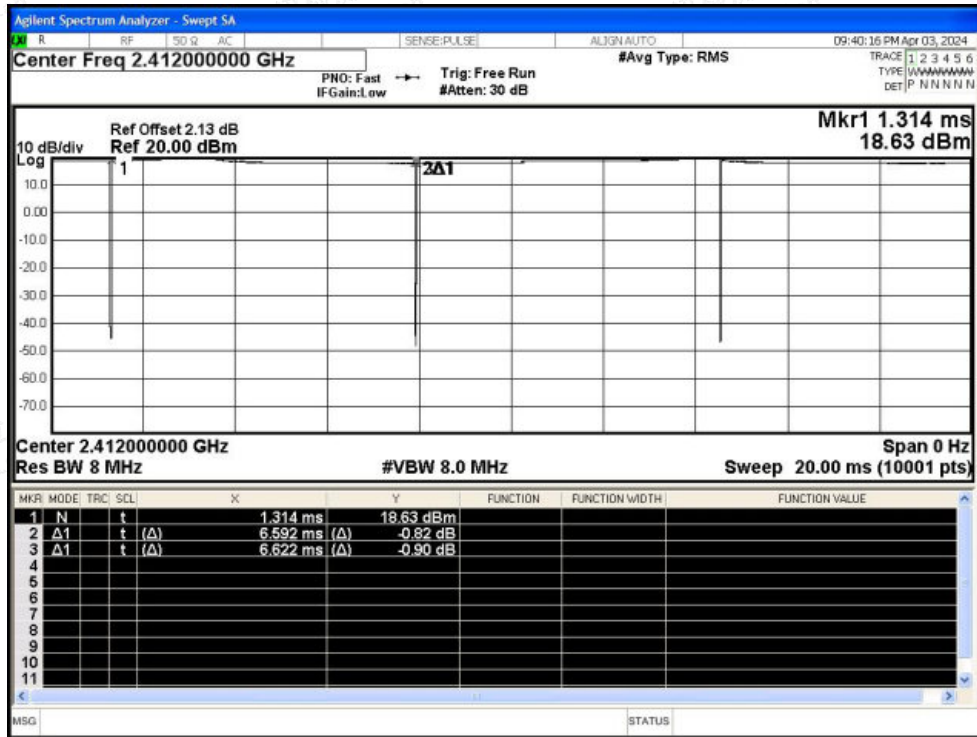 Agilent Spectrum Analyzer - Swept SA
LXI R RF 50 Ω AC SENSE:PULSE ALIGN AUTO 09:40:16 PM Apr 03, 2024
Center Freq 2.412000000 GHz #Avg Type: RMS TRACE 1 2 3 4 5 6
PNO: Fast Trig: Free Run TYPE WWWWWW
IFGain:Low #Atten: 30 dB DET P N N N N N
Mkr1 1.314 ms
18.63 dBm
Ref Offset 2.13 dB
10 dB/div Ref 20.00 dBm
Log
1 2Δ1
10.0
0.00
-10.0
-20.0
-30.0
-40.0
-50.0
-60.0
-70.0
Center 2.412000000 GHz Span 0 Hz
Res BW 8 MHz #VBW 8.0 MHz Sweep 20.00 ms (10001 pts)
MKR MODE TRC SCL X Y FUNCTION FUNCTION WIDTH FUNCTION VALUE
1 N t 1.314 ms 18.63 dBm
2 Δ1 t (Δ) 6.592 ms (Δ) -0.82 dB
3 Δ1 t (Δ) 6.622 ms (Δ) -0.90 dB
4
5
6
7
8
9
10
11
MSG STATUS